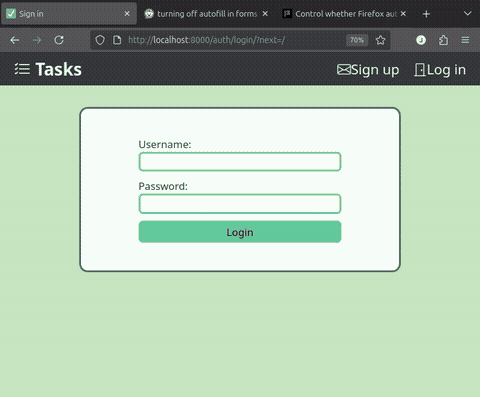 Sign in
turning off autofill in forms
Control whether Firefox aut
http://localhost:8000/auth/login/?next=/
70%
J
Tasks
Sign up
Log in
Username:
Password:
Login